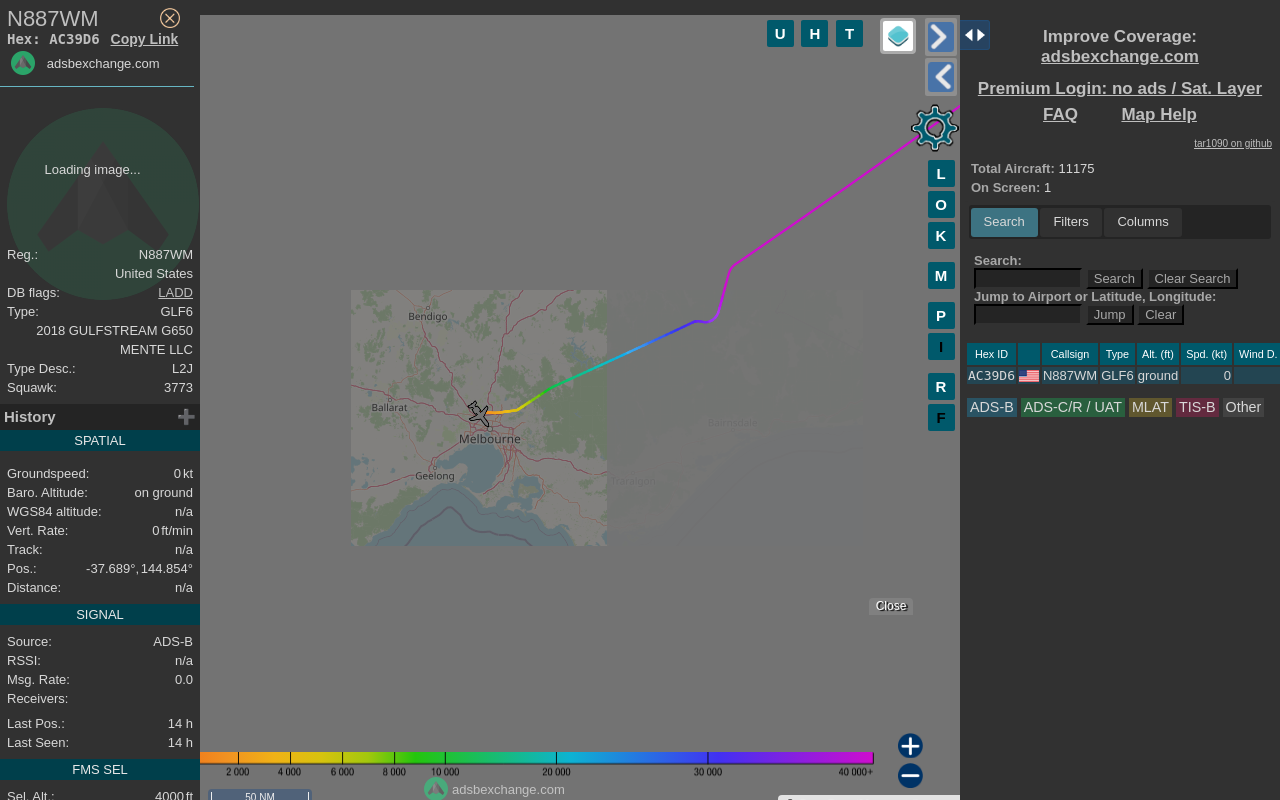 N887WM
Hex: AC39D6 Copy Link
adsbexchange.com
Loading image...
Reg.: N887WM
United States
DB flags: LADD
Type: GLF6
2018 GULFSTREAM G650
MENTE LLC
Type Desc.: L2J
Squawk: 3773
History
SPATIAL
Groundspeed: 0 kt
Baro. Altitude: on ground
WGS84 altitude: n/a
Vert. Rate: 0 ft/min
Track: n/a
Pos.: -37.689°, 144.854°
Distance: n/a
SIGNAL
Source: ADS-B
RSSI: n/a
Msg. Rate: 0.0
Receivers:
Last Pos.: 14 h
Last Seen: 14 h
FMS SEL
Sel. Alt.: 4000 ft
U H T
L
O
K
M
P
I
R
F
Bendigo
Ballarat
Melbourne
Geelong
Bairnsdale
Traralgon
Close
2 000 4 000 6 000 8 000 10 000 20 000 30 000 40 000+
adsbexchange.com
50 NM
Improve Coverage:
adsbexchange.com
Premium Login: no ads / Sat. Layer
FAQ Map Help
tar1090 on github
Total Aircraft: 11175
On Screen: 1
Search Filters Columns
Search:
Search Clear Search
Jump to Airport or Latitude, Longitude:
Jump Clear
Hex ID Callsign Type Alt. (ft) Spd. (kt) Wind D.
AC39D6 N887WM GLF6 ground 0
ADS-B ADS-C/R / UAT MLAT TIS-B Other